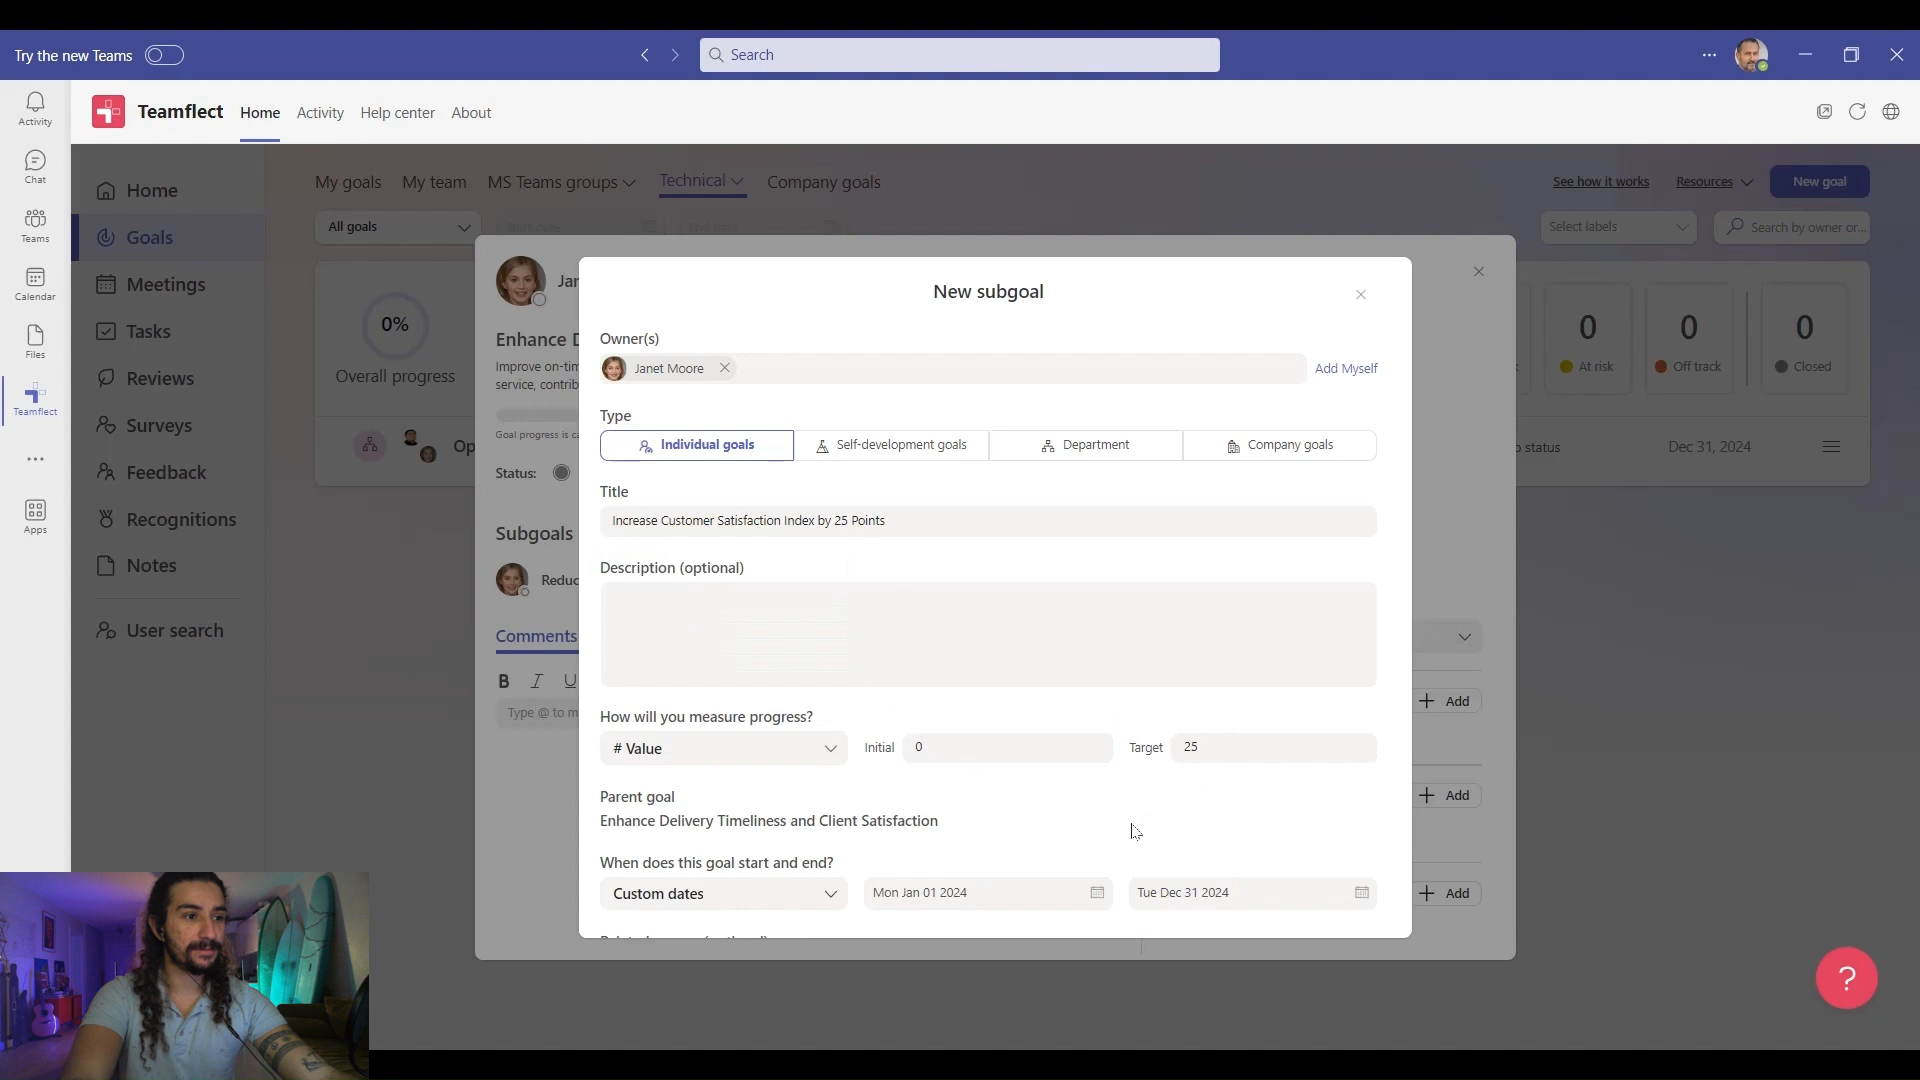 Try the new Teams
Search
Activity
Chat
Teams
Calendar
Files
Teamflect
Apps
Teamflect Home Activity Help center About
Home
Goals
Meetings
Tasks
Reviews
Surveys
Feedback
Recognitions
Notes
User search
My goals My team MS Teams groups Technical Company goals
See how it works Resources New goal
All goals Start date End date Select labels Search by owner or...
0%
Overall progress
0 0 0
At risk Off track Closed
status Dec 31, 2024
Enhance
Improve on-tim
service, contrib
Goal progress is ca
Status:
Subgoals
Reduc
Comments
B I U
Type @ to m
Add
Add
Add
New subgoal
Owner(s)
Janet Moore Add Myself
Type
Individual goals Self-development goals Department Company goals
Title
Increase Customer Satisfaction Index by 25 Points
Description (optional)
How will you measure progress?
# Value Initial 0 Target 25
Parent goal
Enhance Delivery Timeliness and Client Satisfaction
When does this goal start and end?
Custom dates Mon Jan 01 2024 Tue Dec 31 2024
?